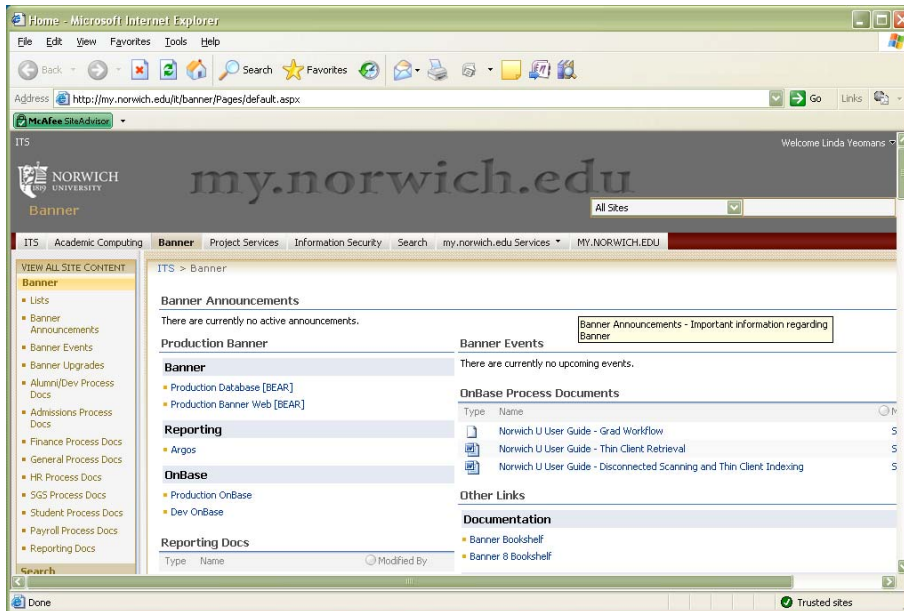 Home - Microsoft Internet Explorer
File Edit View Favorites Tools Help
Back Search Favorites
Address http://my.norwich.edu/it/banner/Pages/default.aspx Go Links
McAfee SiteAdvisor
ITS Welcome Linda Yeomans
my.norwich.edu
NORWICH
1819 UNIVERSITY
Banner
All Sites
ITS Academic Computing Banner Project Services Information Security Search my.norwich.edu Services MY.NORWICH.EDU
VIEW ALL SITE CONTENT
Banner
Lists
Banner
Announcements
Banner Events
Banner Upgrades
Alumni/Dev Process
Docs
Admissions Process
Docs
Finance Process Docs
General Process Docs
HR Process Docs
SGS Process Docs
Student Process Docs
Payroll Process Docs
Reporting Docs
Search
ITS > Banner
Banner Announcements
There are currently no active announcements.
Banner Announcements - Important information regarding
Banner
Production Banner
Banner
Production Database [BEAR]
Production Banner Web [BEAR]
Reporting
Argos
OnBase
Production OnBase
Dev OnBase
Reporting Docs
Type Name Modified By
Banner Events
There are currently no upcoming events.
OnBase Process Documents
Type Name
Norwich U User Guide - Grad Workflow
Norwich U User Guide - Thin Client Retrieval
Norwich U User Guide - Disconnected Scanning and Thin Client Indexing
Other Links
Documentation
Banner Bookshelf
Banner 8 Bookshelf
Done Trusted sites